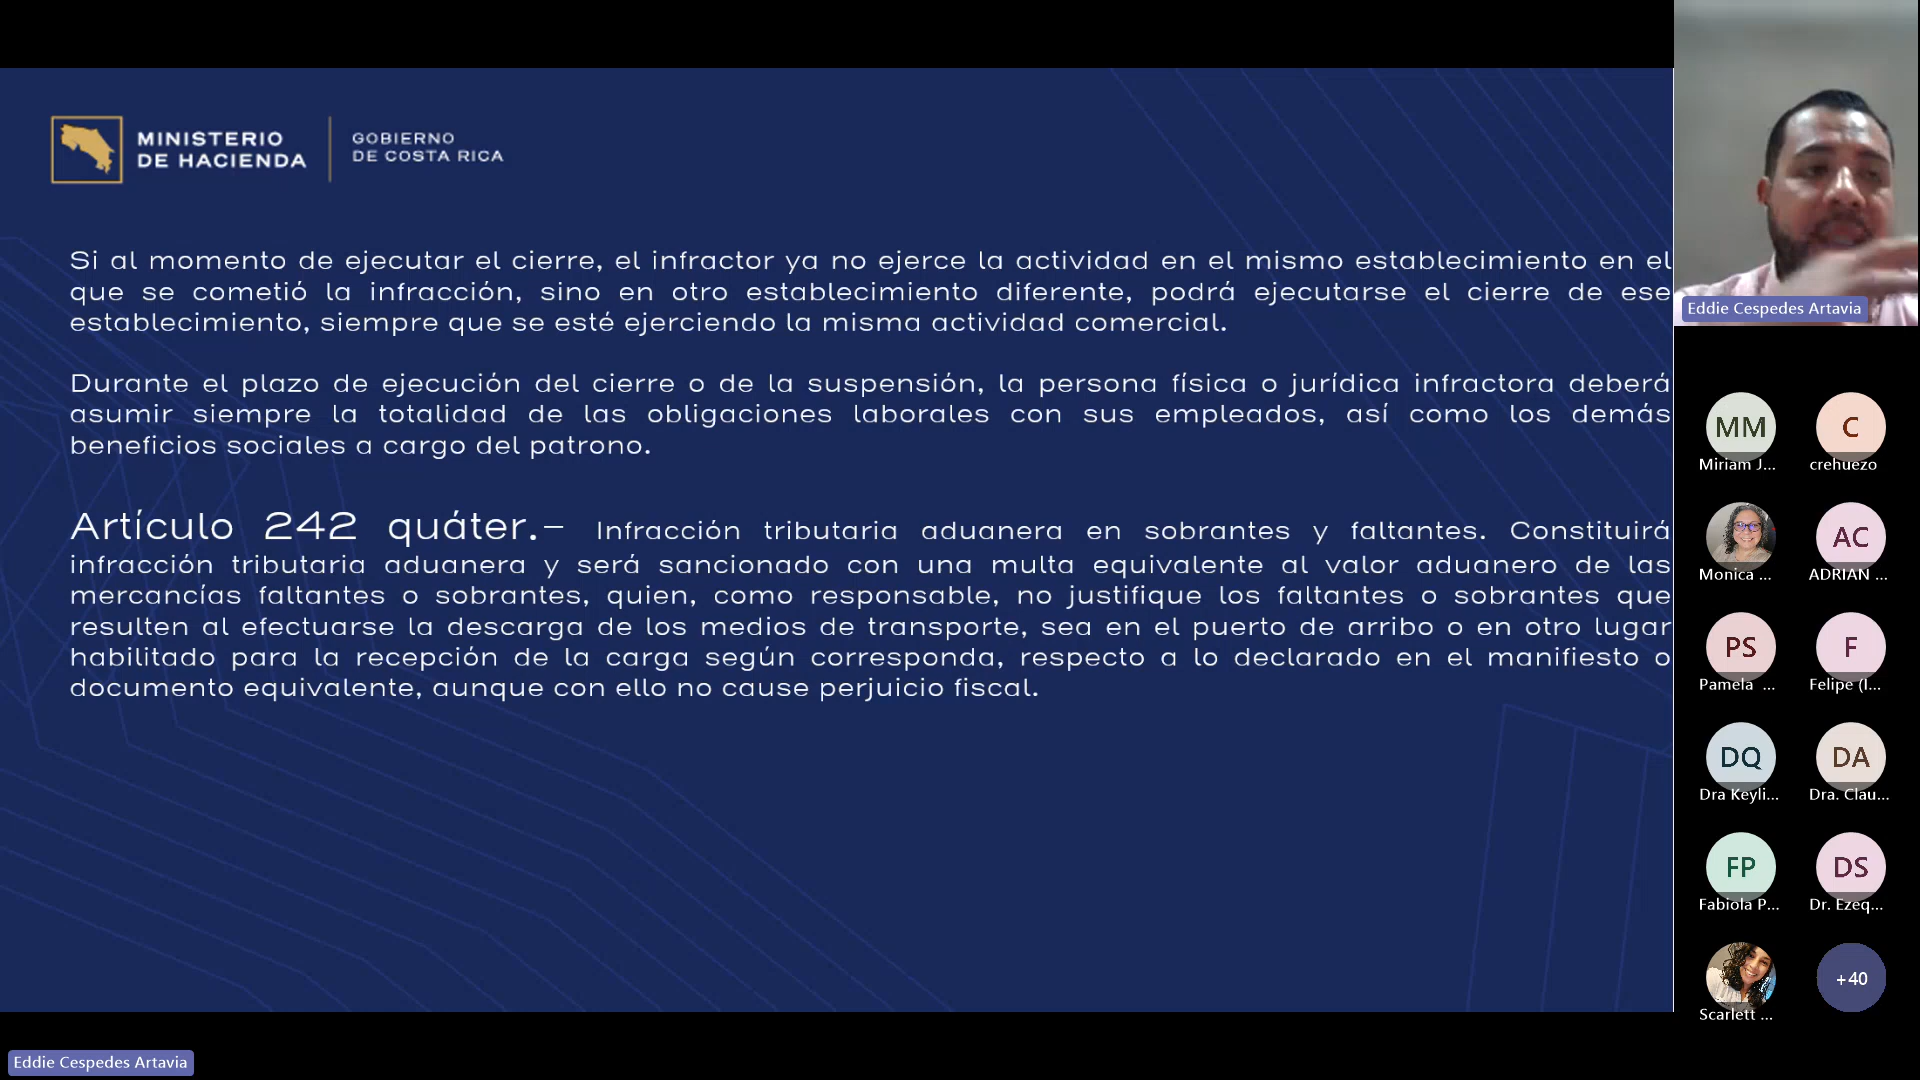 MINISTERIO
DE HACIENDA
GOBIERNO
DE COSTA RICA
Si al momento de ejecutar el cierre, el infractor ya no ejerce la actividad en el mismo establecimiento en el
que se cometió la infracción, sino en otro establecimiento diferente, podrá ejecutarse el cierre de ese
establecimiento, siempre que se esté ejerciendo la misma actividad comercial.
Durante el plazo de ejecución del cierre o de la suspensión, la persona física o jurídica infractora deberá
asumir siempre la totalidad de las obligaciones laborales con sus empleados, así como los demás
beneficios sociales a cargo del patrono.
Artículo 242 quáter.– Infracción tributaria aduanera en sobrantes y faltantes. Constituirá
infracción tributaria aduanera y será sancionado con una multa equivalente al valor aduanero de las
mercancías faltantes o sobrantes, quien, como responsable, no justifique los faltantes o sobrantes que
resulten al efectuarse la descarga de los medios de transporte, sea en el puerto de arribo o en otro lugar
habilitado para la recepción de la carga según corresponda, respecto a lo declarado en el manifiesto o
documento equivalente, aunque con ello no cause perjuicio fiscal.
Eddie Cespedes Artavia
MM
Miriam J...
C
crehuezo
Monica ...
AC
ADRIAN ...
PS
Pamela ...
F
Felipe (I...
DQ
Dra Keyli...
DA
Dra. Clau...
FP
Fabiola P...
DS
Dr. Ezeq...
Scarlett ...
+40
Eddie Cespedes Artavia